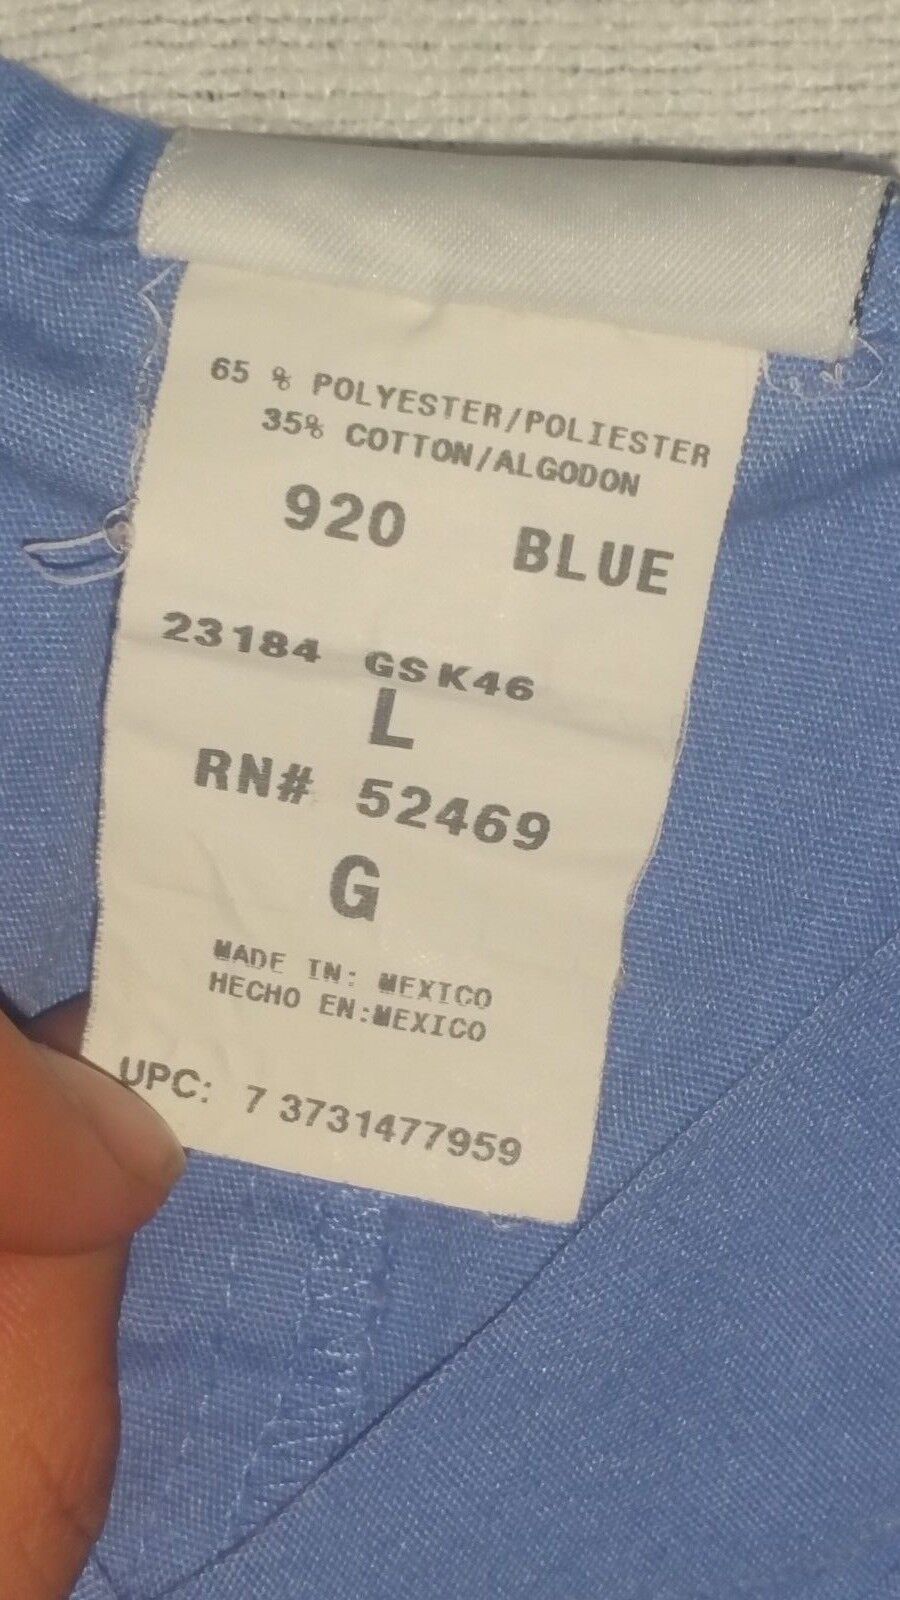 65 % POLYESTER/POLIESTER
35% COTTON/ALGODON
920 BLUE
23184 GSK46
L
RN# 52469
G
MADE IN: MEXICO
HECHO EN:MEXICO
UPC: 7 3731477959